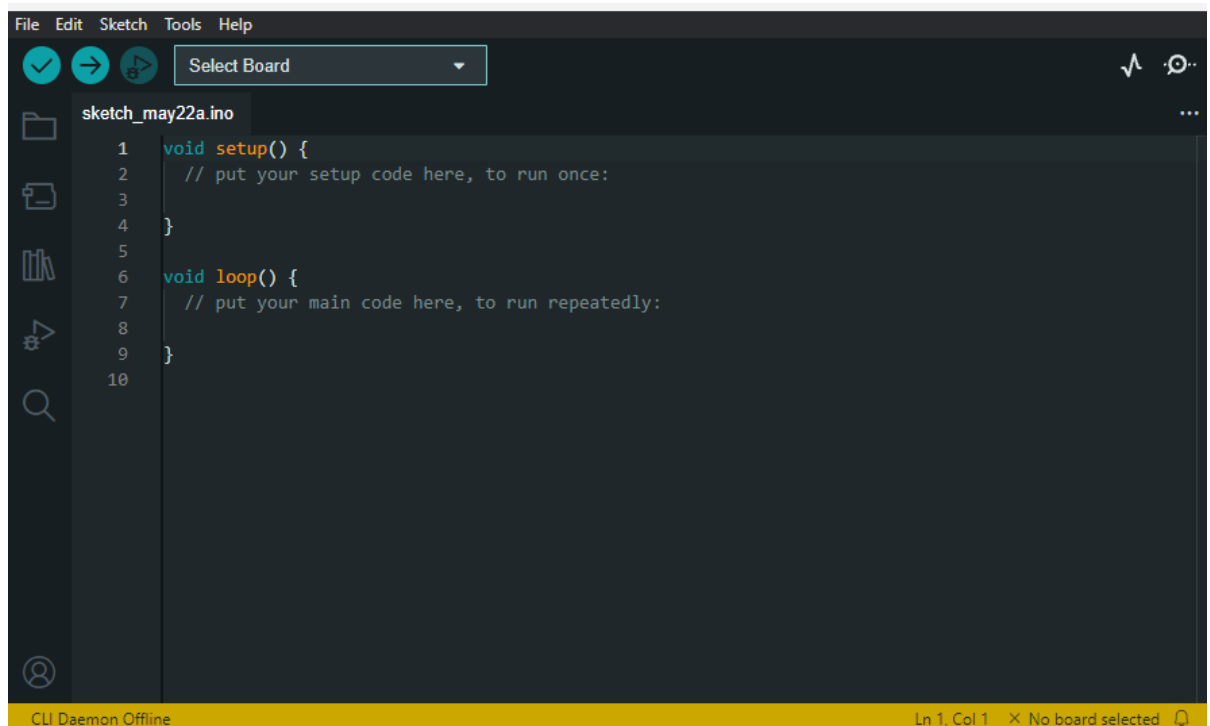 File Edit Sketch Tools Help
Select Board
sketch_may22a.ino
1 void setup() {
2 // put your setup code here, to run once:
3
4 }
5
6 void loop() {
7 // put your main code here, to run repeatedly:
8
9 }
10
CLI Daemon Offline Ln 1, Col 1 × No board selected